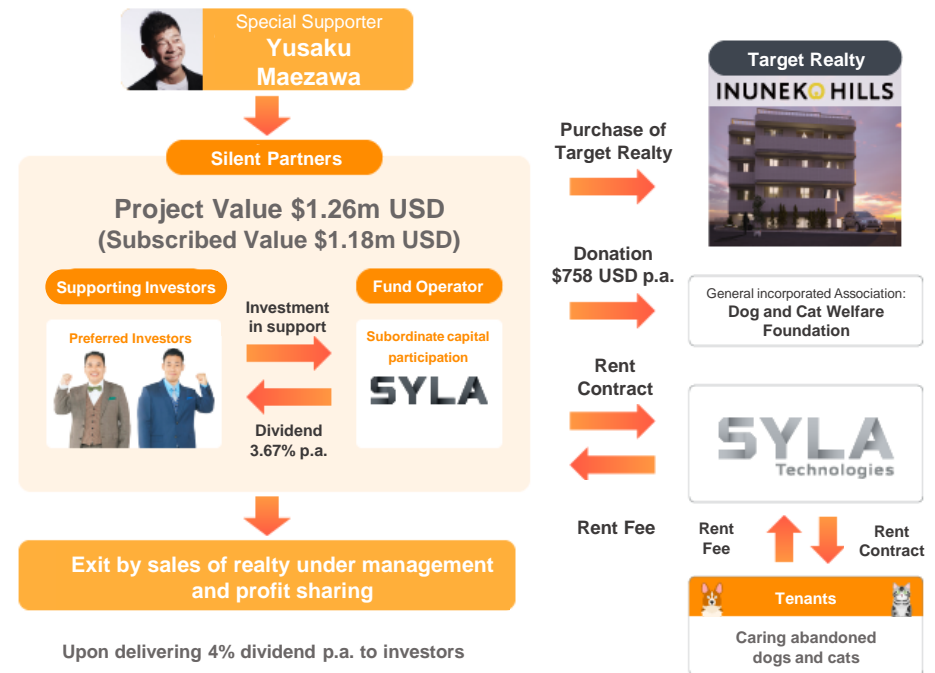 Special Supporter
Yusaku
Maezawa
Silent Partners
Project Value $1.26m USD
(Subscribed Value $1.18m USD)
Supporting Investors
Preferred Investors
Investment
in support
Dividend
3.67% p.a.
Fund Operator
Subordinate capital
participation
SYLA
Exit by sales of realty under management
and profit sharing
Upon delivering 4% dividend p.a. to investors
Purchase of
Target Realty
Target Realty
INUNEKO HILLS
Donation
$758 USD p.a.
General incorporated Association:
Dog and Cat Welfare
Foundation
Rent
Contract
Rent Fee
SYLA
Technologies
Rent
Fee
Rent
Contract
Tenants
Caring abandoned
dogs and cats